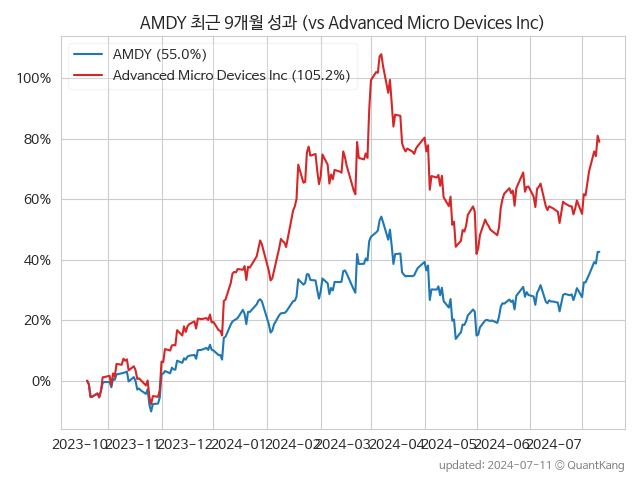 AMDY 최근 9개월 성과 (vs Advanced Micro Devices Inc)
AMDY (55.0%)
Advanced Micro Devices Inc (105.2%)
100%
80%
60%
40%
20%
0%
2023-10 2023-11 2023-12 2024-01 2024-02 2024-03 2024-04 2024-05 2024-06 2024-07
updated: 2024-07-11 © QuantKang